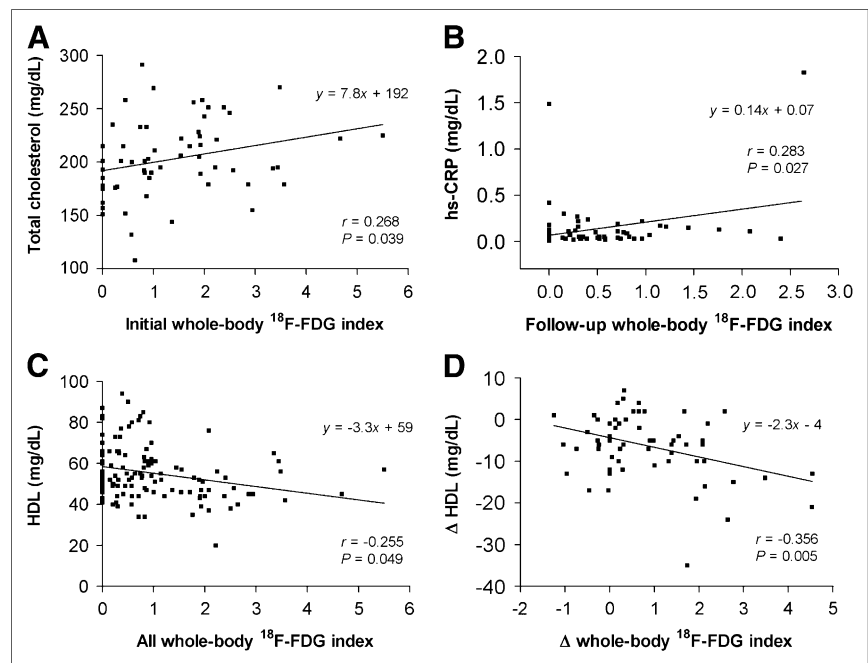 A
Total cholesterol (mg/dL)
300
250
200
150
100
0 1 2 3 4 5 6
y = 7.8x + 192
r = 0.268
P = 0.039
Initial whole-body ¹⁸F-FDG index
B
hs-CRP (mg/dL)
2.0
1.5
1.0
0.5
0.0
0.0 0.5 1.0 1.5 2.0 2.5 3.0
y = 0.14x + 0.07
r = 0.283
P = 0.027
Follow-up whole-body ¹⁸F-FDG index
C
HDL (mg/dL)
100
80
60
40
20
0
0 1 2 3 4 5 6
y = -3.3x + 59
r = -0.255
P = 0.049
All whole-body ¹⁸F-FDG index
D
Δ HDL (mg/dL)
10
0
-10
-20
-30
-40
-2 -1 0 1 2 3 4 5
y = -2.3x - 4
r = -0.356
P = 0.005
Δ whole-body ¹⁸F-FDG index